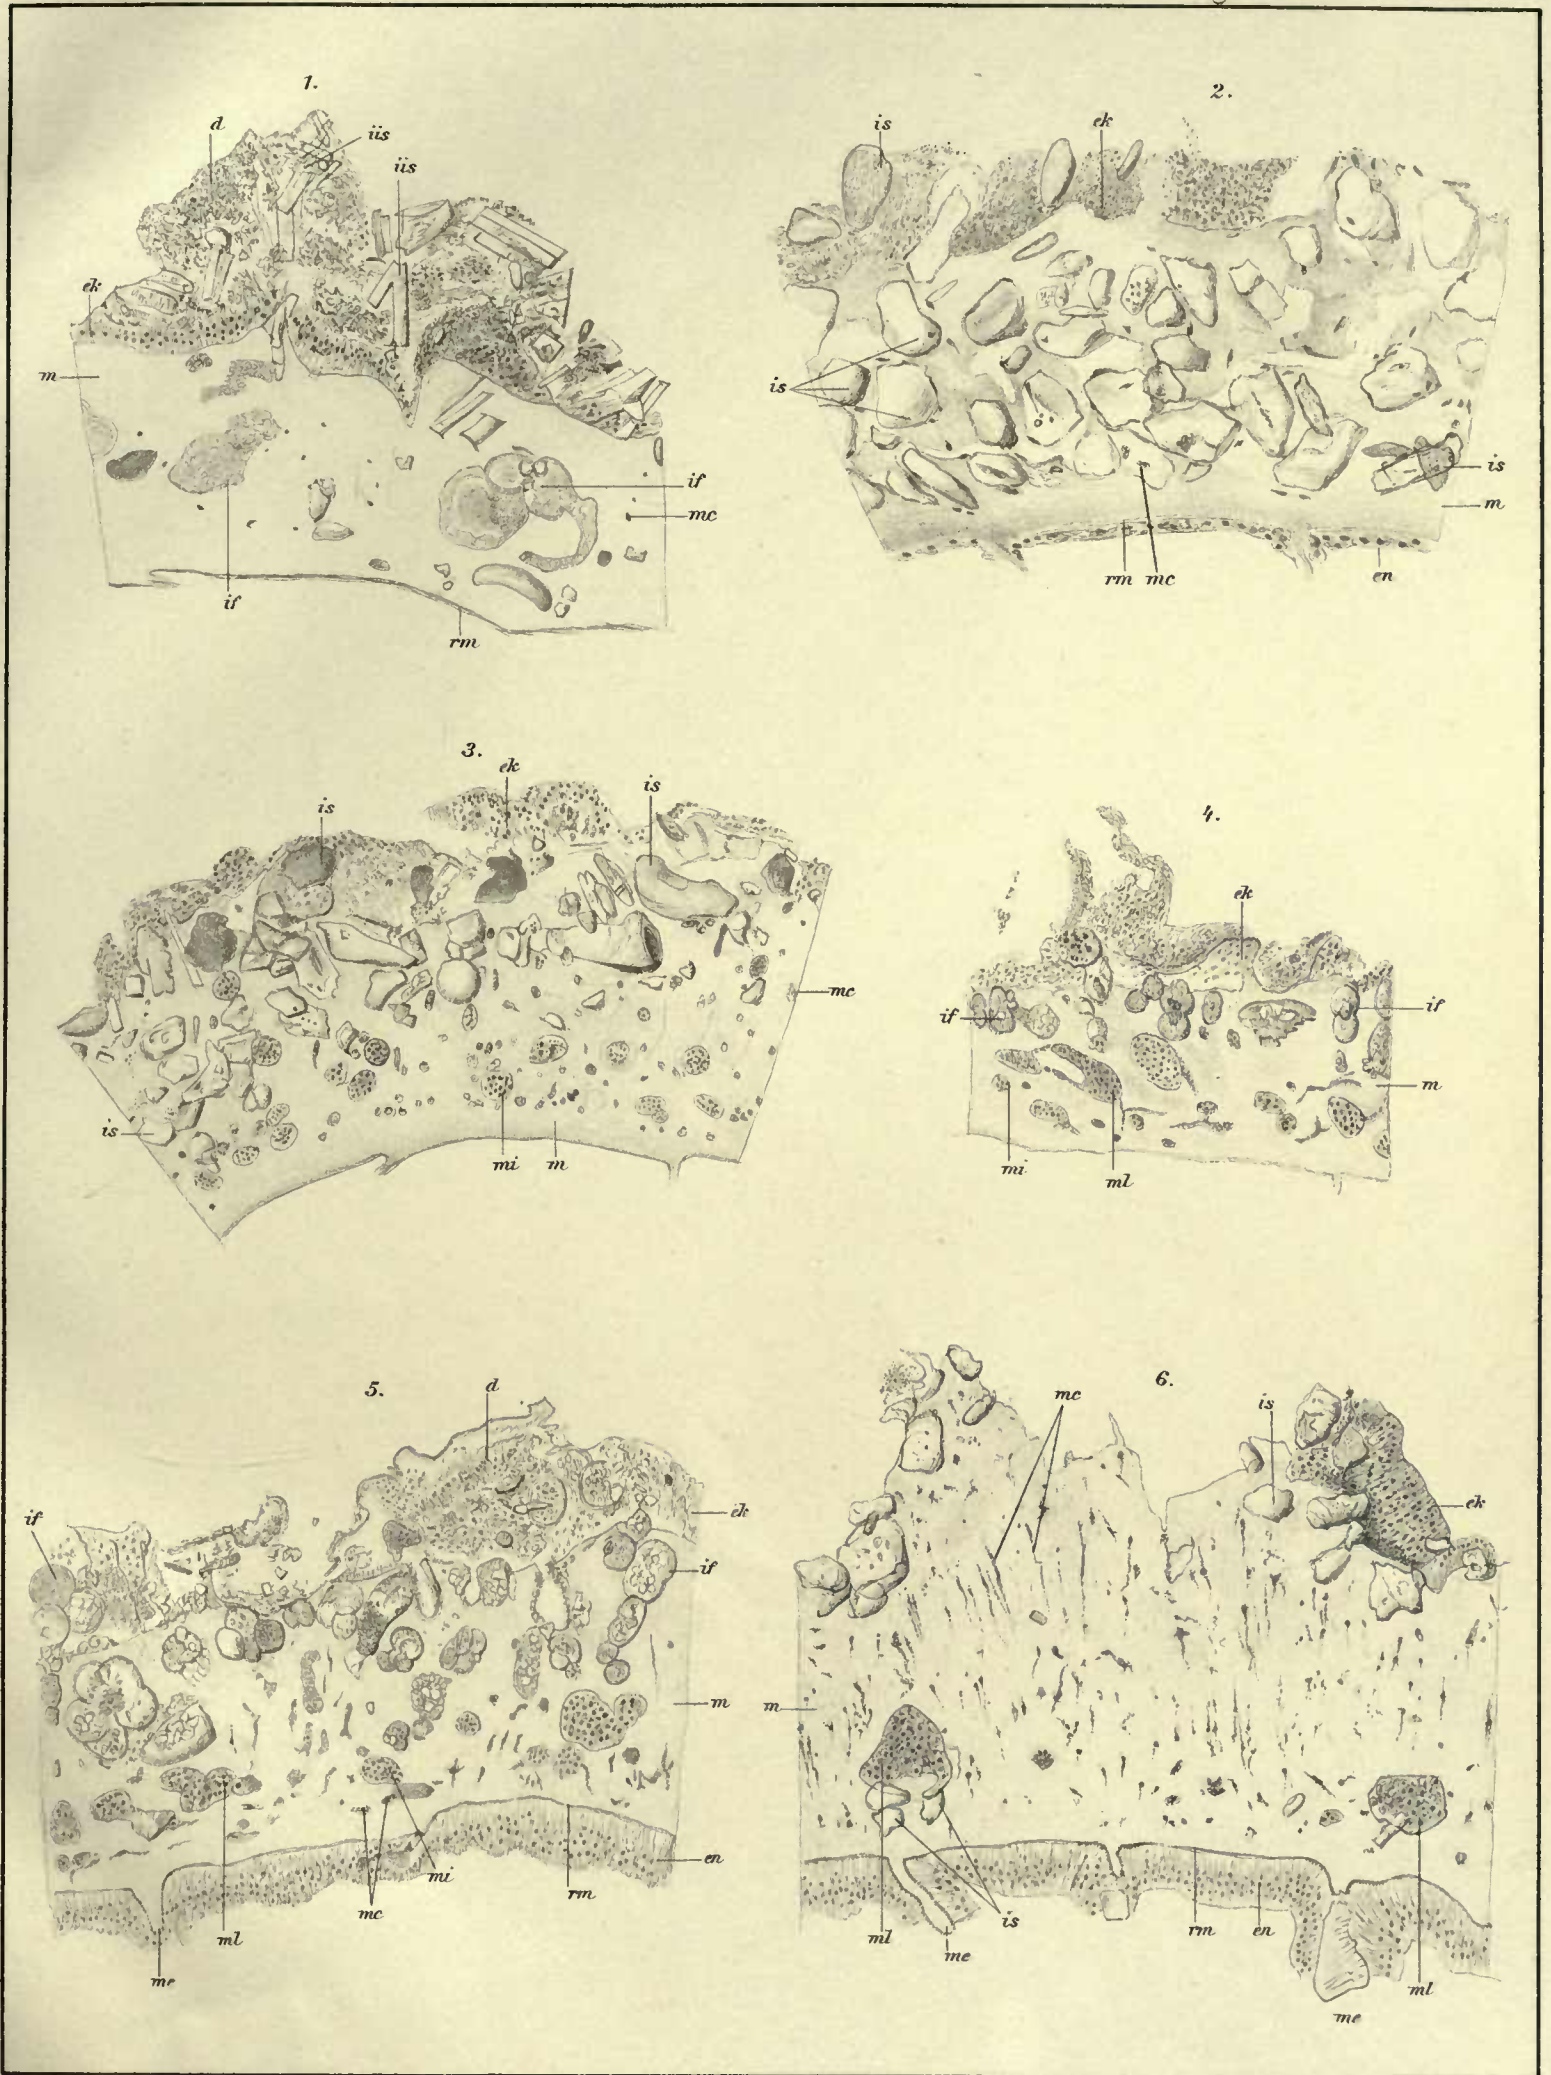 1.
d
iis
iis
ek
m
if
mc
if
rm
2.
is
ek
is
is
m
rm mc
en
3.
ek
is
is
mc
is
mi m
4.
ek
if
if
m
mi
ml
5.
d
if
ek
if
m
en
mi
rm
mc
ml
me
6.
mc
is
ek
m
is
ml
me
rm
en
ml
me